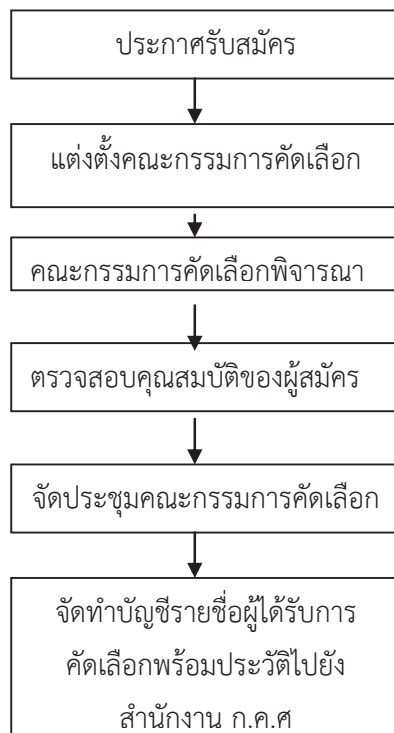 ประกาศรับสมัคร
แต่งตั้งคณะกรรมการคัดเลือก
คณะกรรมการคัดเลือกพิจารณา
ตรวจสอบคุณสมบัติของผู้สมัคร
จัดประชุมคณะกรรมการคัดเลือก
จัดทำบัญชีรายชื่อผู้ได้รับการ
คัดเลือกพร้อมประวัติไปยัง
สำนักงาน ก.ค.ศ